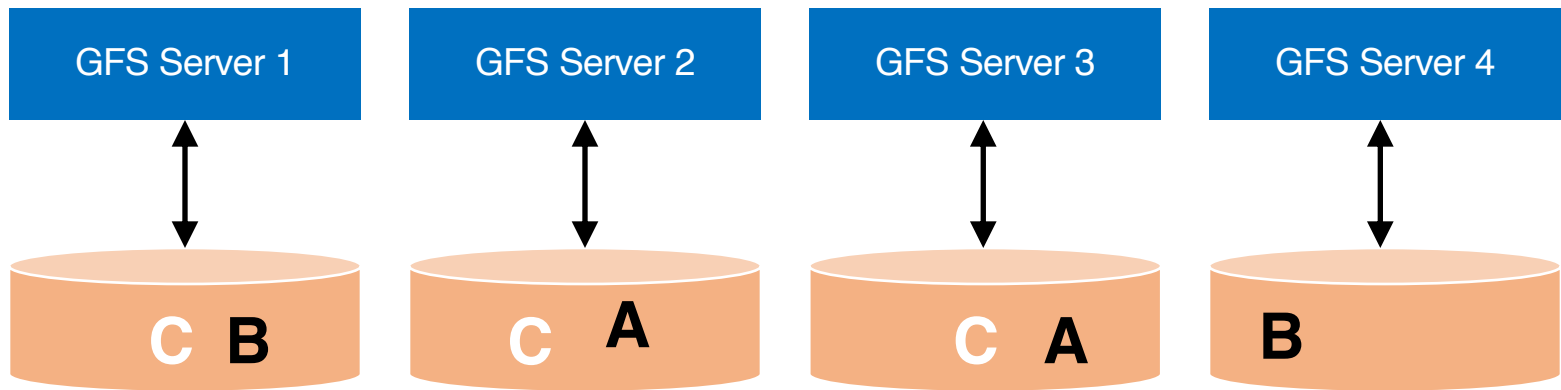 GFS Server 1
GFS Server 2
GFS Server 3
GFS Server 4
C B
C A
C A
B